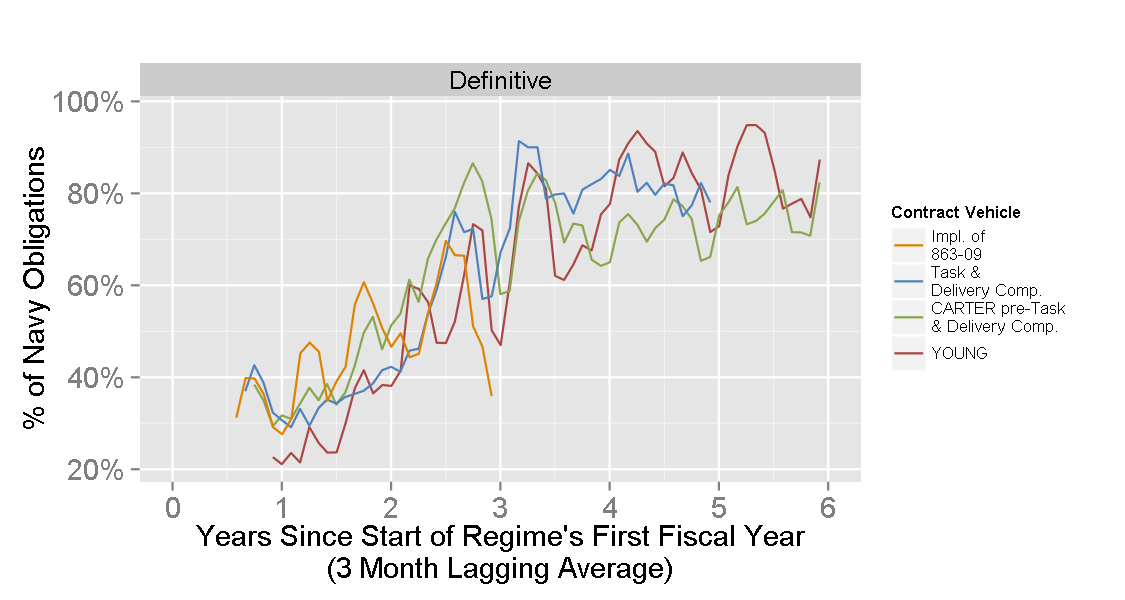 Definitive
100%
80%
60%
40%
20%
% of Navy Obligations
0 1 2 3 4 5 6
Years Since Start of Regime's First Fiscal Year
(3 Month Lagging Average)
Contract Vehicle
Impl. of
863-09
Task &
Delivery Comp.
CARTER pre-Task
& Delivery Comp.
YOUNG